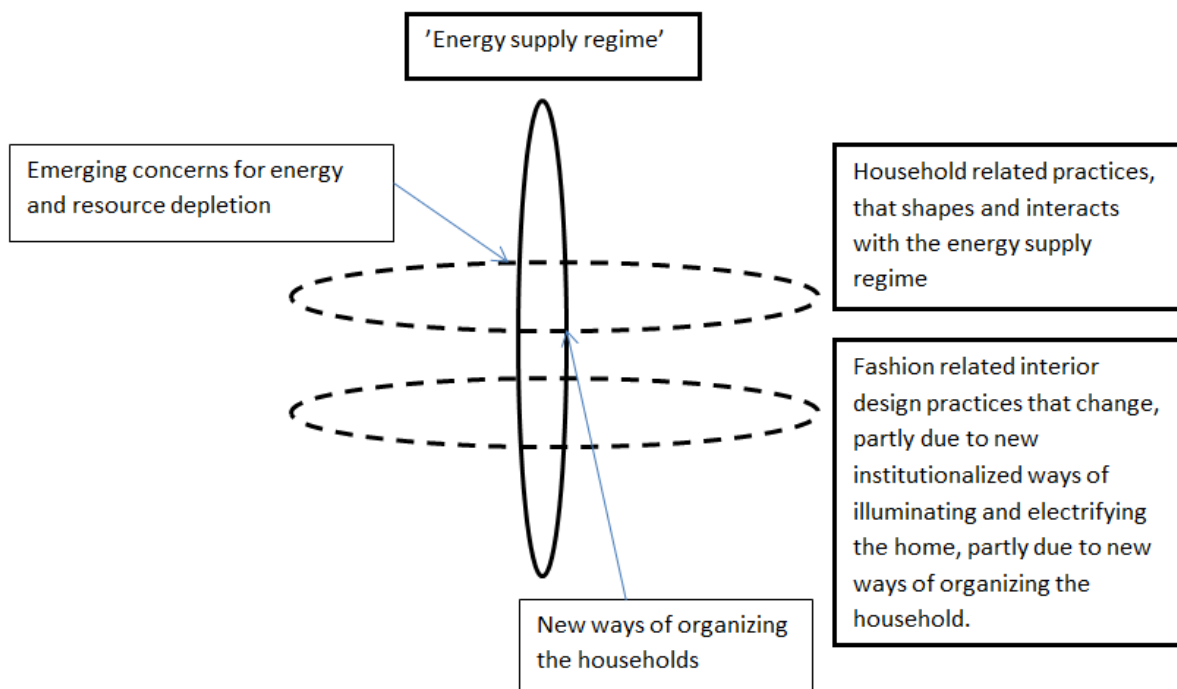 ’Energy supply regime’
Emerging concerns for energy
and resource depletion
Household related practices,
that shapes and interacts
with the energy supply
regime
Fashion related interior
design practices that change,
partly due to new
institutionalized ways of
illuminating and electrifying
the home, partly due to new
ways of organizing the
household.
New ways of organizing
the households